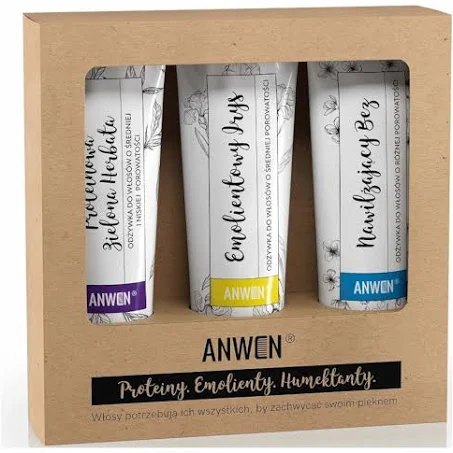 Proteinowa
Zielona Herbata
ODŻYWKA DO WŁOSÓW O ŚREDNIEJ
I NISKIEJ POROWATOŚCI
ANWEN
Emolientowy Irys
ODŻYWKA DO WŁOSÓW O ŚREDNIEJ POROWATOŚCI
ANWEN
Nawilżający Bez
ODŻYWKA DO WŁOSÓW O RÓŻNEJ POROWATOŚCI
ANWEN
ANWEN®
Proteiny. Emolienty. Humektanty.
Włosy potrzebują ich wszystkich, by zachwycać swoim pięknem